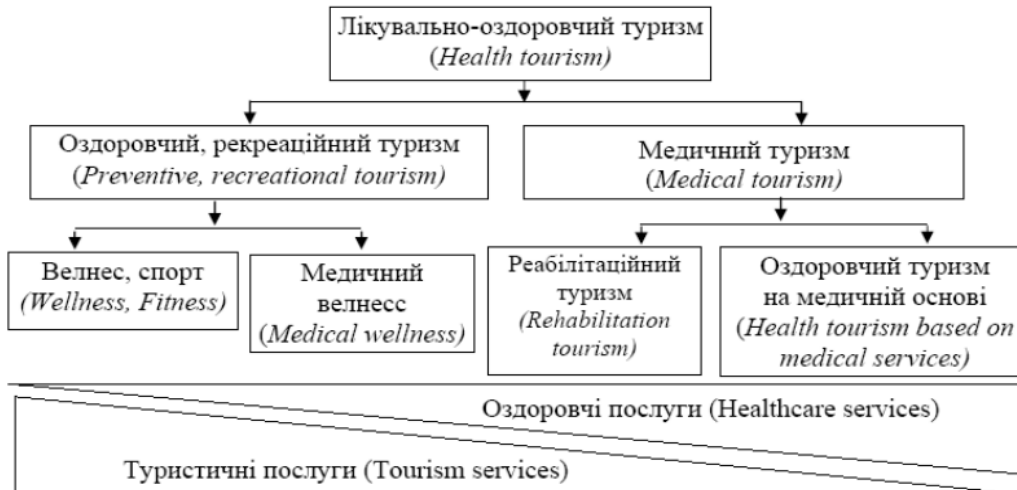 Лікувально-оздоровчий туризм
(Health tourism)
Оздоровчий, рекреаційний туризм
(Preventive, recreational tourism)
Медичний туризм
(Medical tourism)
Велнес, спорт
(Wellness, Fitness)
Медичний
велнесс
(Medical wellness)
Реабілітаційний
туризм
(Rehabilitation
tourism)
Оздоровчий туризм
на медичній основі
(Health tourism based on
medical services)
Оздоровчі послуги (Healthcare services)
Туристичні послуги (Tourism services)